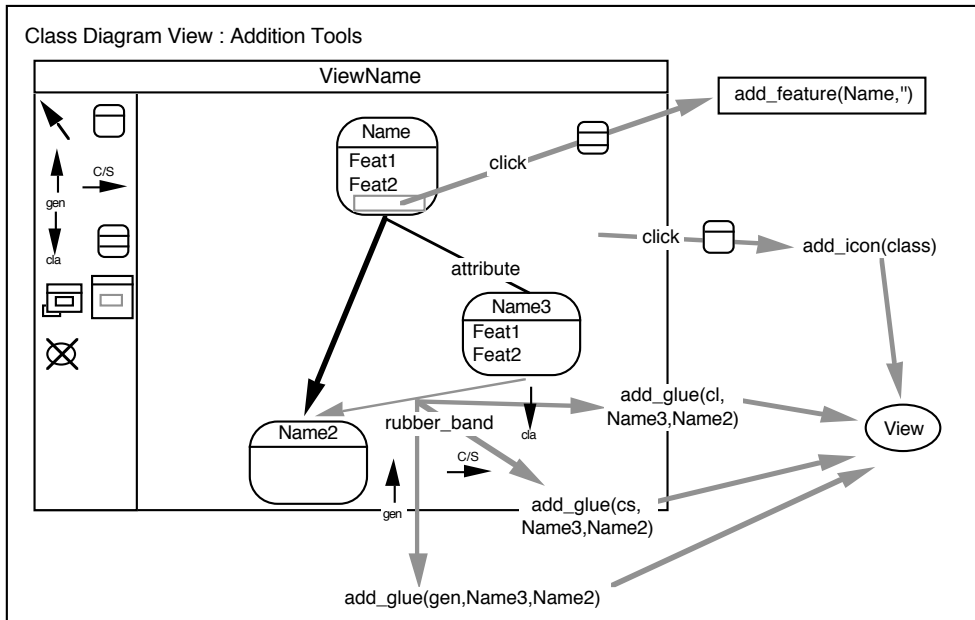 Class Diagram View : Addition Tools
ViewName
add_feature(Name,'')
Name
Feat1
Feat2
click
C/S
gen
cla
click
add_icon(class)
attribute
Name3
Feat1
Feat2
add_glue(cl,
Name3,Name2)
View
Name2
rubber_band
cla
C/S
gen
add_glue(cs,
Name3,Name2)
add_glue(gen,Name3,Name2)